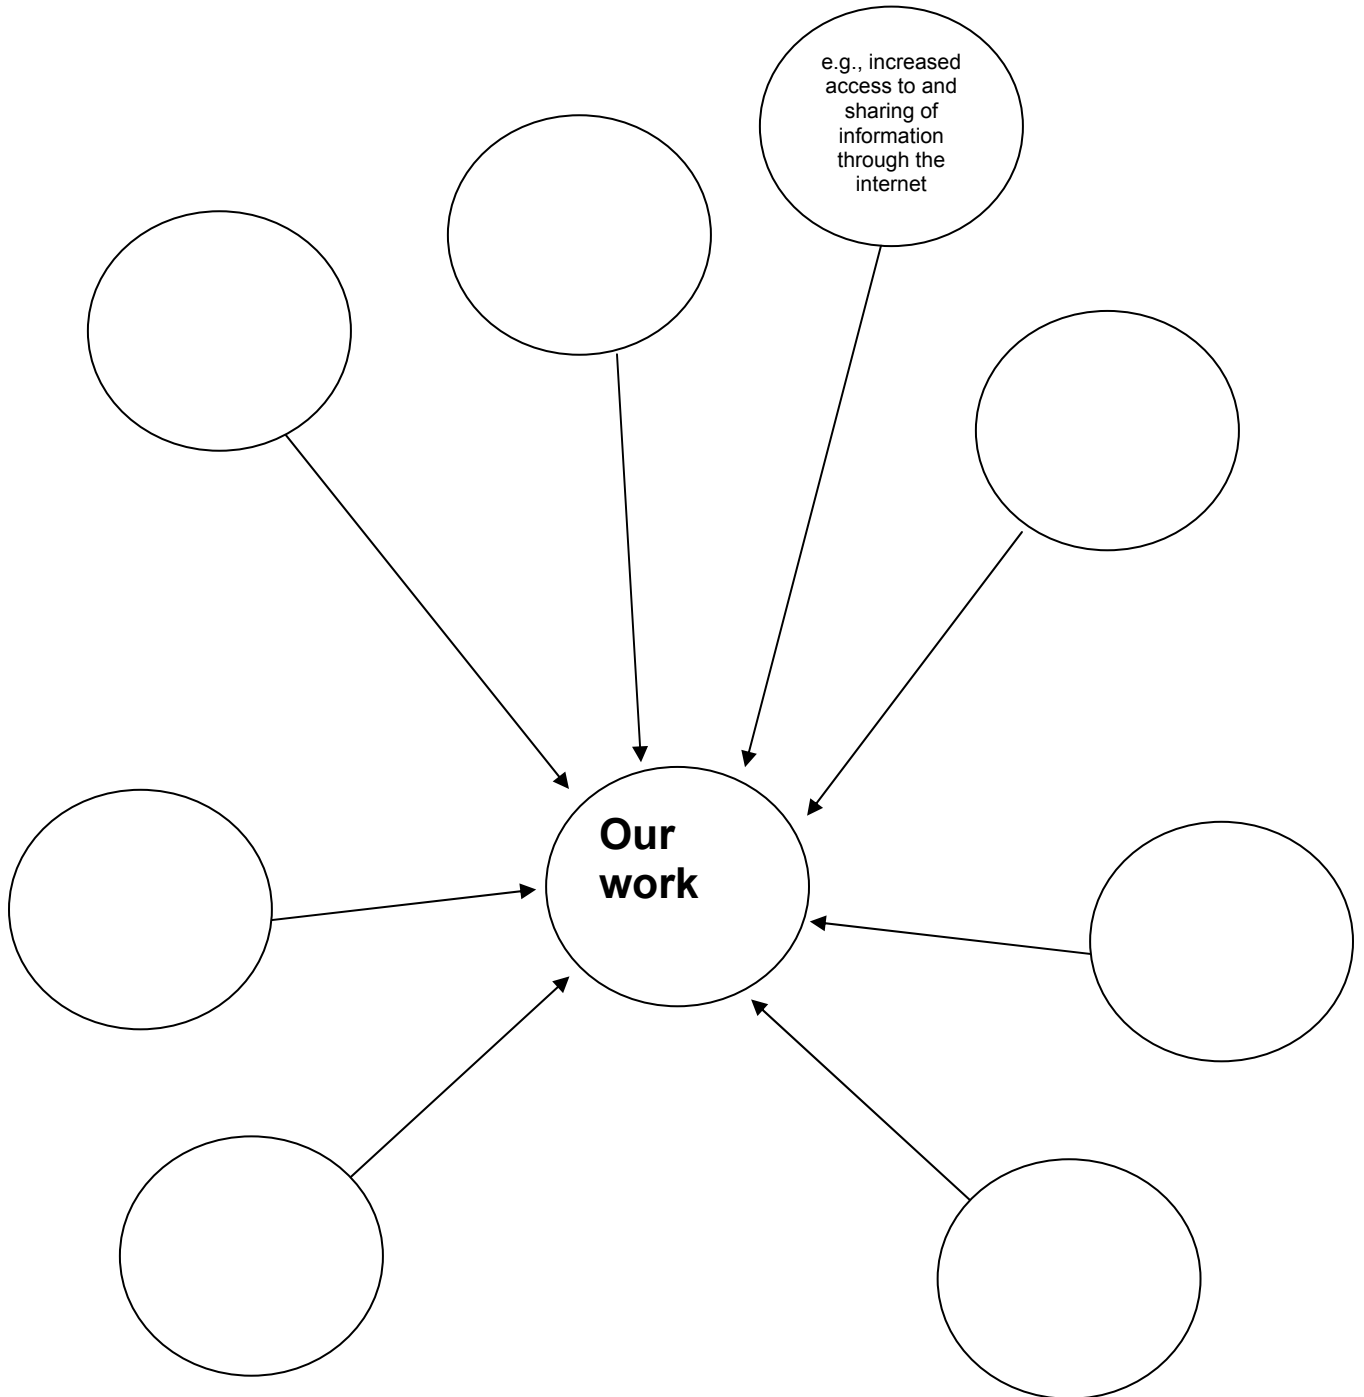 e.g., increased
access to and
sharing of
information
through the
internet
Our
work